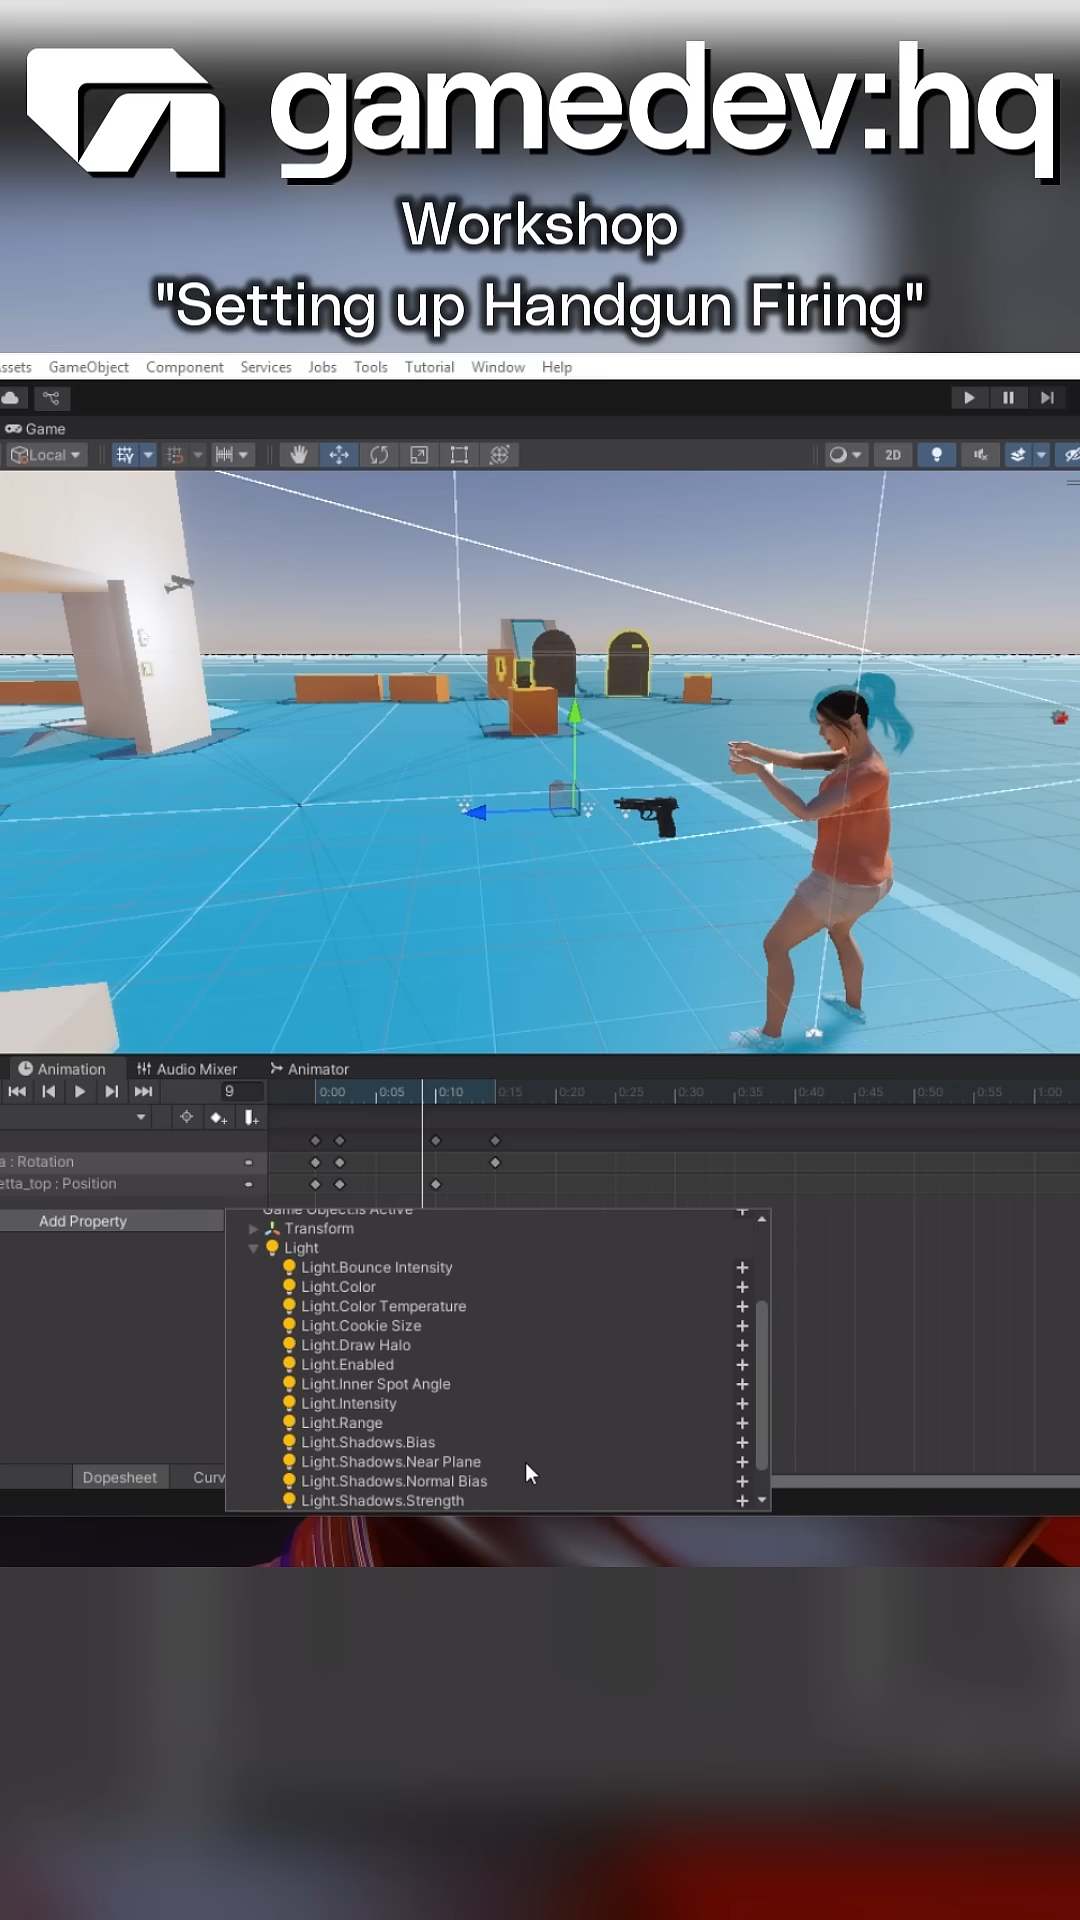 gamedev:hq
Workshop
"Setting up Handgun Firing"
ssets GameObject Component Services Jobs Tools Tutorial Window Help
Game
Local 2D
Animation Audio Mixer Animator
9 0:00 0:05 0:10 0:15 0:20 0:25 0:30 0:35 0:40 0:45 0:50 0:55 1:00
a : Rotation
etta_top : Position
Add Property
Game Object.Is Active
Transform
Light
Light.Bounce Intensity
Light.Color
Light.Color Temperature
Light.Cookie Size
Light.Draw Halo
Light.Enabled
Light.Inner Spot Angle
Light.Intensity
Light.Range
Light.Shadows.Bias
Light.Shadows.Near Plane
Light.Shadows.Normal Bias
Light.Shadows.Strength
Dopesheet Curv